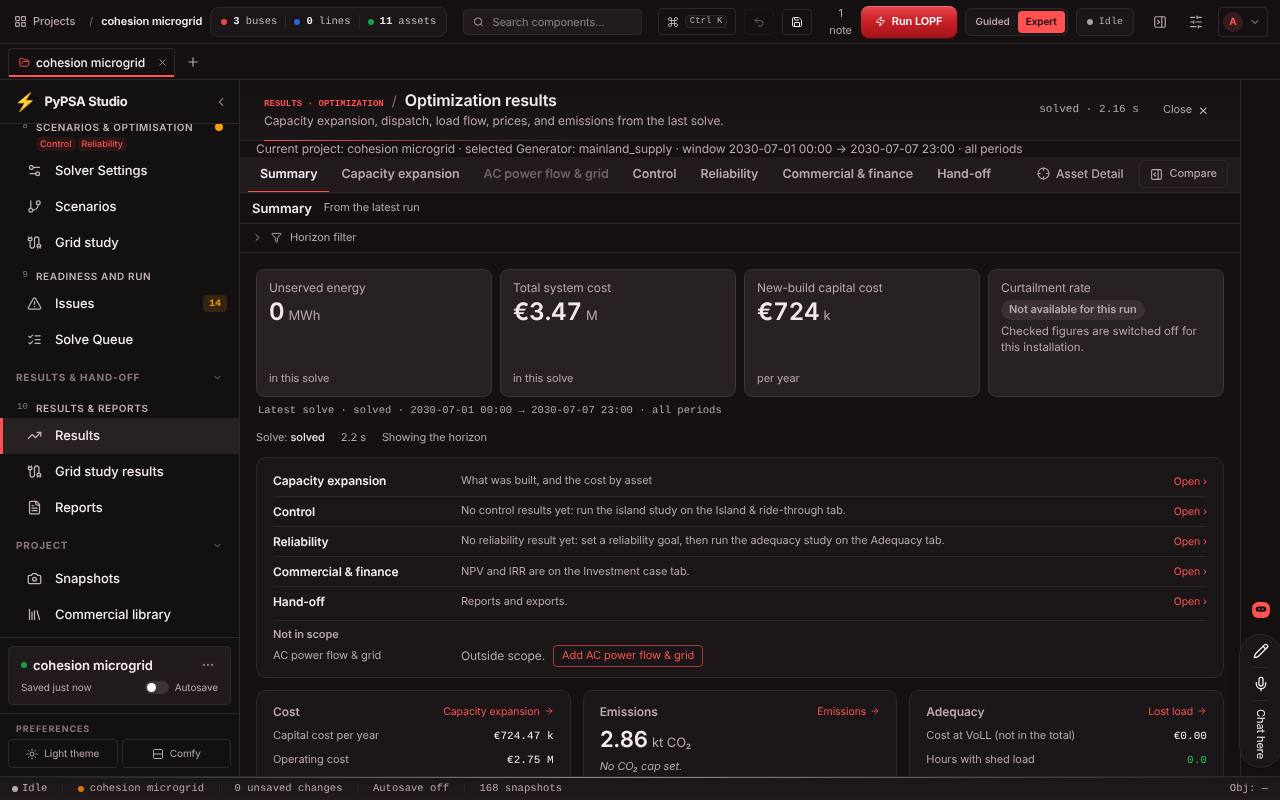 Projects / cohesion microgrid
3 buses 0 lines 11 assets
Search components...
⌘ Ctrl K
1 note
Run LOPF
Guided Expert
Idle
A
cohesion microgrid × +
PyPSA Studio
8 SCENARIOS & OPTIMISATION
Control Reliability
Solver Settings
Scenarios
Grid study
9 READINESS AND RUN
Issues 14
Solve Queue
RESULTS & HAND-OFF
10 RESULTS & REPORTS
Results
Grid study results
Reports
PROJECT
Snapshots
Commercial library
cohesion microgrid ...
Saved just now Autosave
PREFERENCES
Light theme Comfy
RESULTS · OPTIMIZATION / Optimization results
Capacity expansion, dispatch, load flow, prices, and emissions from the last solve.
solved · 2.16 s Close ×
Current project: cohesion microgrid · selected Generator: mainland_supply · window 2030-07-01 00:00 → 2030-07-07 23:00 · all periods
Summary Capacity expansion AC power flow & grid Control Reliability Commercial & finance Hand-off Asset Detail Compare
Summary From the latest run
Horizon filter
Unserved energy
0 MWh
in this solve
Total system cost
€3.47 M
in this solve
New-build capital cost
€724 k
per year
Curtailment rate
Not available for this run
Checked figures are switched off for
this installation.
Latest solve · solved · 2030-07-01 00:00 → 2030-07-07 23:00 · all periods
Solve: solved 2.2 s Showing the horizon
Capacity expansion What was built, and the cost by asset Open ›
Control No control results yet: run the island study on the Island & ride-through tab. Open ›
Reliability No reliability result yet: set a reliability goal, then run the adequacy study on the Adequacy tab. Open ›
Commercial & finance NPV and IRR are on the Investment case tab. Open ›
Hand-off Reports and exports. Open ›
Not in scope
AC power flow & grid Outside scope. Add AC power flow & grid
Cost Capacity expansion →
Capital cost per year €724.47 k
Operating cost €2.75 M
Emissions Emissions →
2.86 kt CO₂
No CO₂ cap set.
Adequacy Lost load →
Cost at VoLL (not in the total) €0.00
Hours with shed load 0.0
Chat here
Idle cohesion microgrid 0 unsaved changes Autosave off 168 snapshots Obj: —